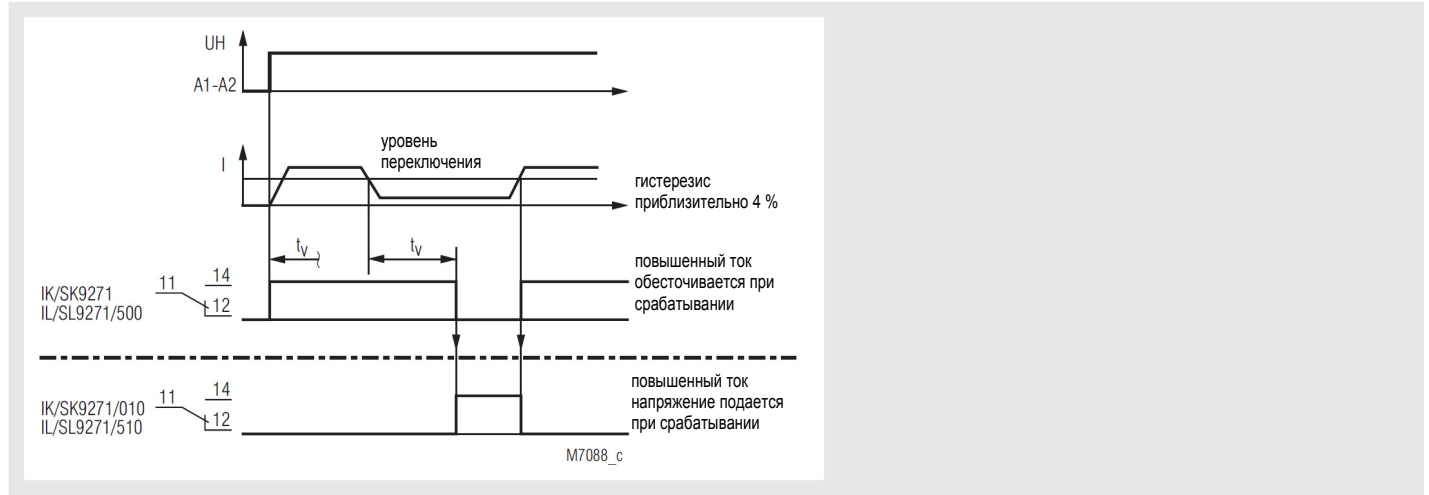 UH
A1-A2
уровень
переключения
I
гистерезис
приблизительно 4 %
tv
tv
повышенный ток
обесточивается при
срабатывании
IK/SK9271
IL/SL9271/500
11
14
12
повышенный ток
напряжение подается
при срабатывании
IK/SK9271/010
IL/SL9271/510
11
14
12
M7088_c